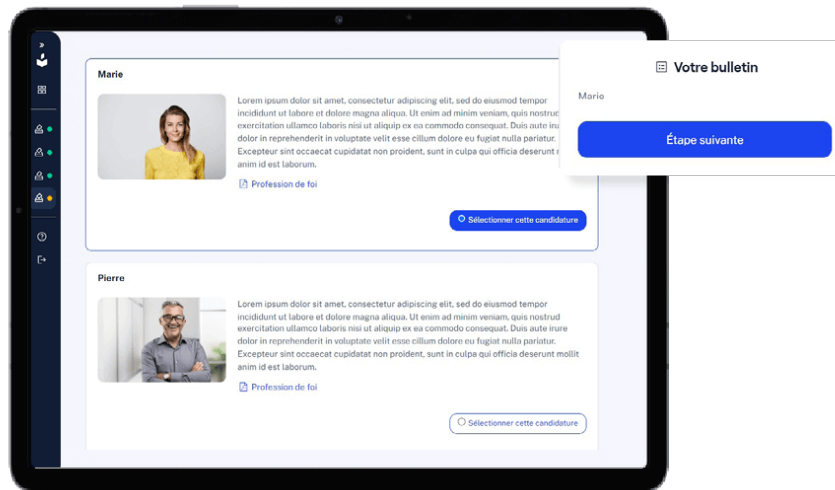 Marie
Lorem ipsum dolor sit amet, consectetur adipiscing elit, sed do eiusmod tempor
incididunt ut labore et dolore magna aliqua. Ut enim ad minim veniam, quis nostrud
exercitation ullamco laboris nisi ut aliquip ex ea commodo consequat. Duis aute
dolor in reprehenderit in voluptate velit esse cillum dolore eu fugiat nulla pariatur.
Excepteur sint occaecat cupidatat non proident, sunt in culpa qui officia deserunt
anim id est laborum.
Profession de foi
Sélectionner cette candidature
Votre bulletin
Marie
Étape suivante
Pierre
Lorem ipsum dolor sit amet, consectetur adipiscing elit, sed do eiusmod tempor
incididunt ut labore et dolore magna aliqua. Ut enim ad minim veniam, quis nostrud
exercitation ullamco laboris nisi ut aliquip ex ea commodo consequat. Duis aute irure
dolor in reprehenderit in voluptate velit esse cillum dolore eu fugiat nulla pariatur.
Excepteur sint occaecat cupidatat non proident, sunt in culpa qui officia deserunt mollit
anim id est laborum.
Profession de foi
Sélectionner cette candidature